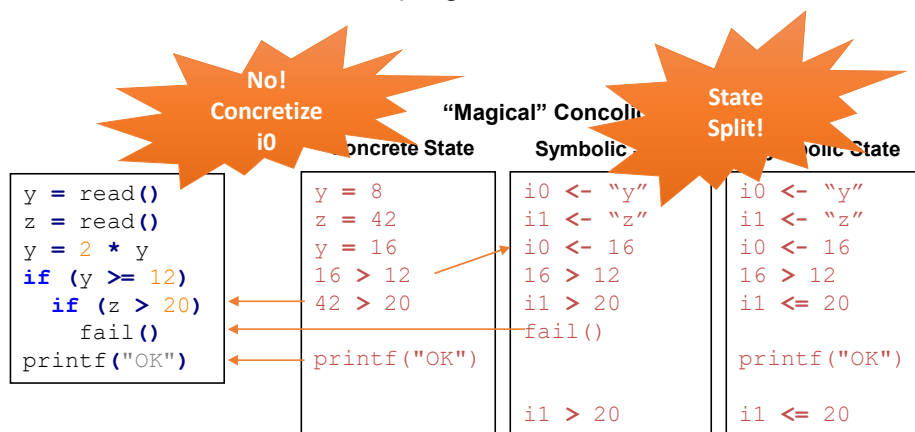 No!
Concretize
i0
State
Split!
"Magical"
Concrete State
Symbolic
State
y = read()
z = read()
y = 2 * y
if (y >= 12)
if (z > 20)
fail()
printf("OK")
y = 8
z = 42
y = 16
16 > 12
42 > 20
printf("OK")
i0 <- “y”
i1 <- “z”
i0 <- 16
16 > 12
i1 > 20
fail()
i1 > 20
i0 <- “y”
i1 <- “z”
i0 <- 16
16 > 12
i1 <= 20
printf("OK")
i1 <= 20